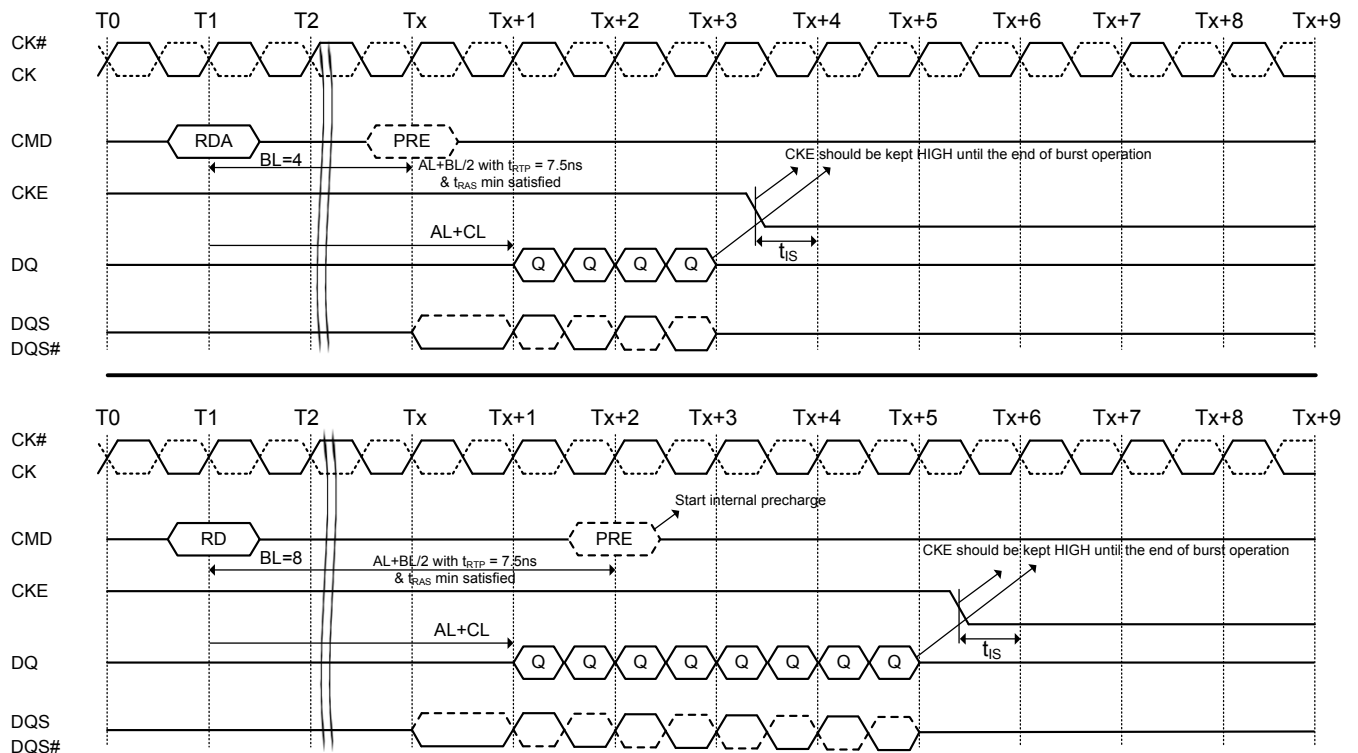 T0 T1 T2 Tx Tx+1 Tx+2 Tx+3 Tx+4 Tx+5 Tx+6 Tx+7 Tx+8 Tx+9
CK#
CK
CMD RDA PRE
BL=4 AL+BL/2 with tRTP = 7.5ns
& tRAS min satisfied
CKE should be kept HIGH until the end of burst operation
CKE
AL+CL
tIS
DQ Q Q Q Q
DQS
DQS#
T0 T1 T2 Tx Tx+1 Tx+2 Tx+3 Tx+4 Tx+5 Tx+6 Tx+7 Tx+8 Tx+9
CK#
CK
Start internal precharge
CMD RD PRE
CKE should be kept HIGH until the end of burst operation
BL=8 AL+BL/2 with tRTP = 7.5ns
& tRAS min satisfied
CKE
AL+CL
tIS
DQ Q Q Q Q Q Q Q Q
DQS
DQS#